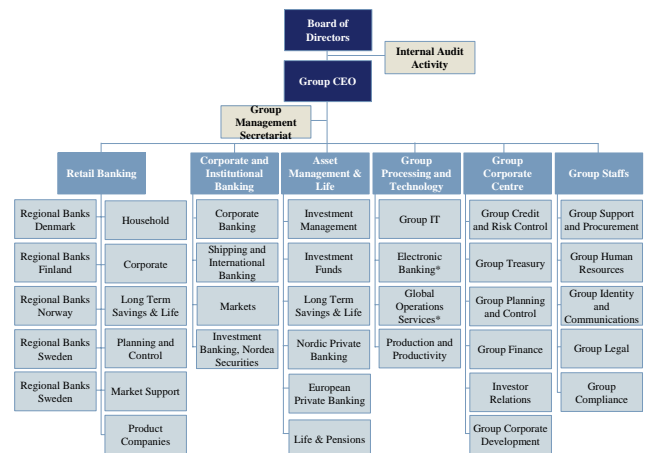 Board of
Directors
Internal Audit
Activity
Group CEO
Group
Management
Secretariat
Retail Banking
Corporate and
Institutional
Banking
Asset
Management &
Life
Group
Processing and
Technology
Group
Corporate
Centre
Group Staffs
Regional Banks
Denmark
Regional Banks
Finland
Regional Banks
Norway
Regional Banks
Sweden
Regional Banks
Sweden
Household
Corporate
Long Term
Savings & Life
Planning and
Control
Market Support
Product
Companies
Corporate
Banking
Shipping and
International
Banking
Markets
Investment
Banking, Nordea
Securities
Investment
Management
Investment
Funds
Long Term
Savings & Life
Nordic Private
Banking
European
Private Banking
Life & Pensions
Group IT
Electronic
Banking*
Global
Operations
Services*
Production and
Productivity
Group Credit
and Risk Control
Group Treasury
Group Planning
and Control
Group Finance
Investor
Relations
Group Corporate
Development
Group Support
and Procurement
Group Human
Resources
Group Identity
and
Communications
Group Legal
Group
Compliance